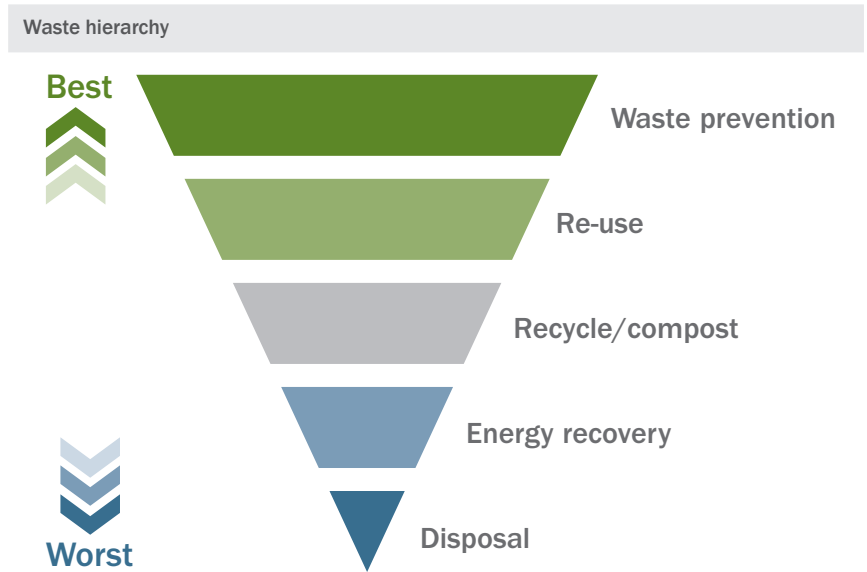 Waste hierarchy
Best
Waste prevention
Re-use
Recycle/compost
Energy recovery
Disposal
Worst